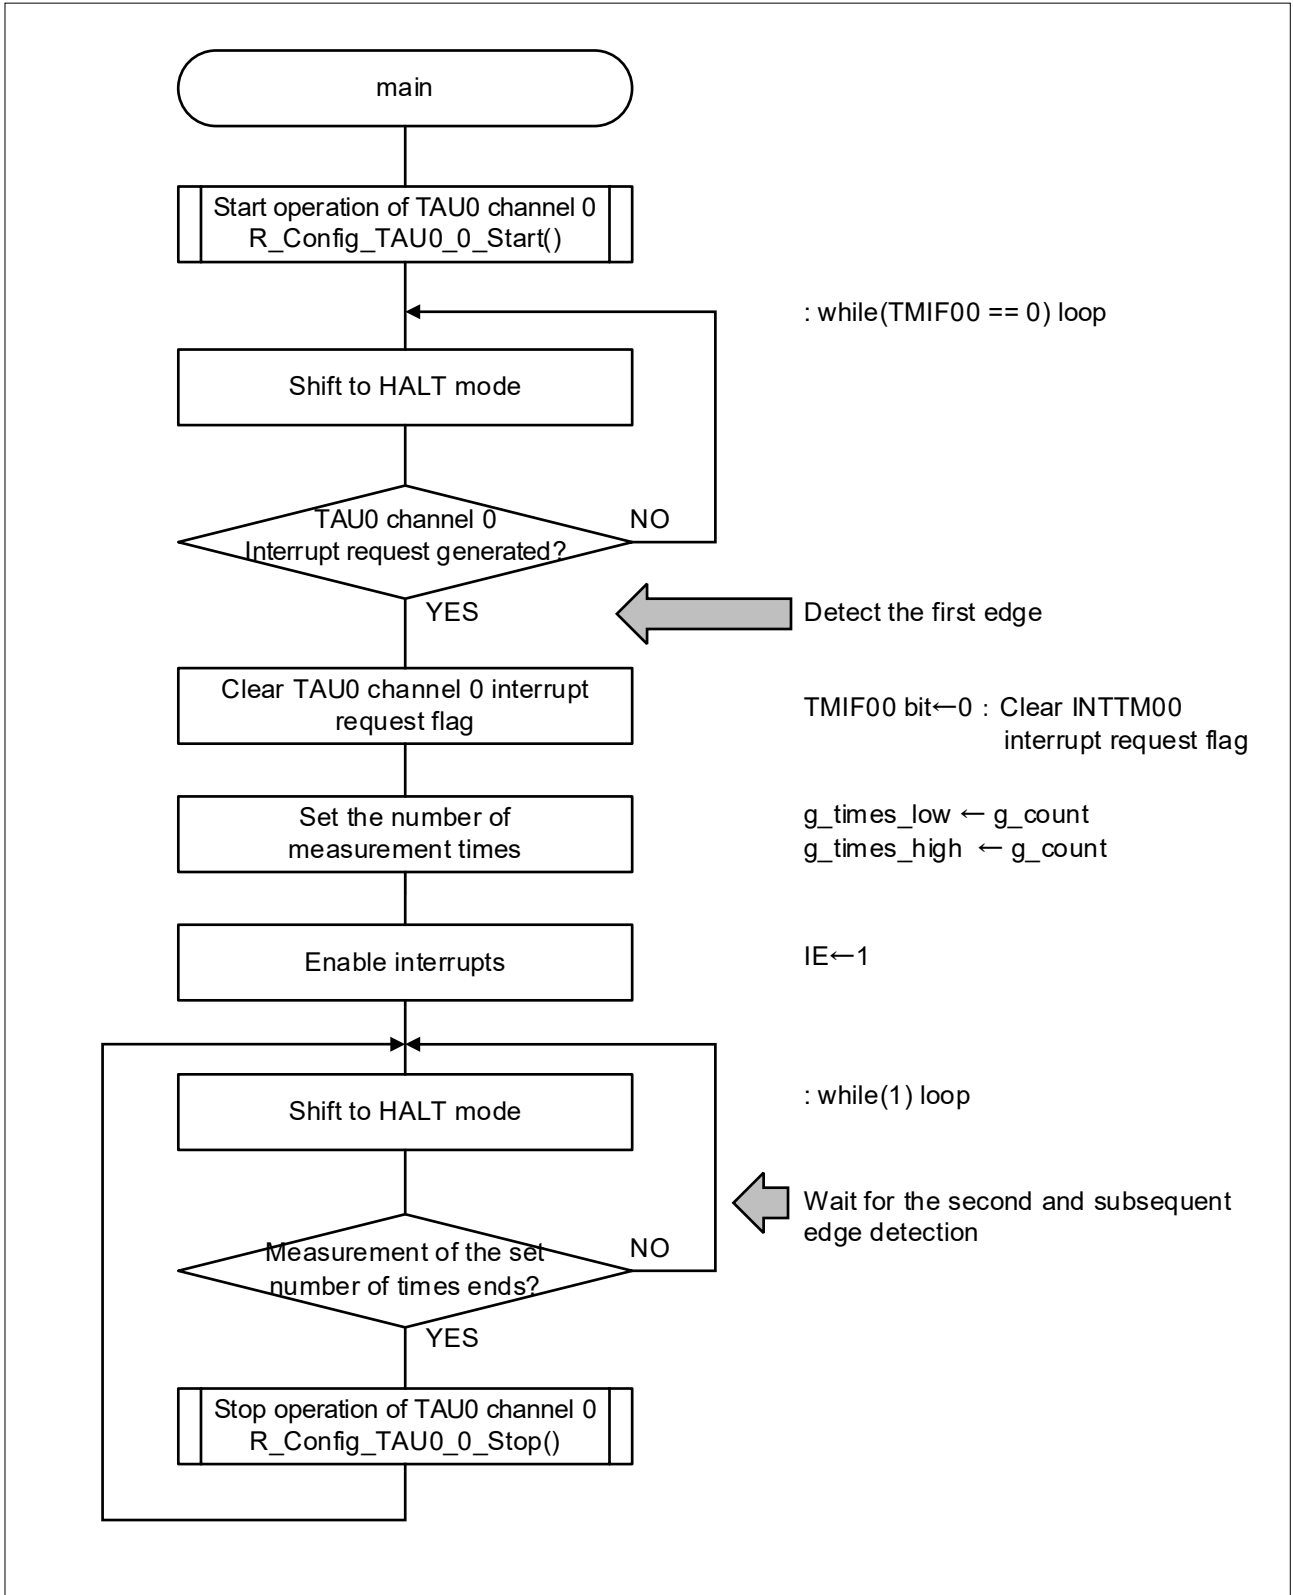 main
Start operation of TAU0 channel 0
R_Config_TAU0_0_Start()
: while(TMIF00 == 0) loop
Shift to HALT mode
TAU0 channel 0
Interrupt request generated?
NO
YES
Detect the first edge
Clear TAU0 channel 0 interrupt
request flag
TMIF00 bit←0 : Clear INTTM00
interrupt request flag
Set the number of
measurement times
g_times_low ← g_count
g_times_high ← g_count
Enable interrupts
IE←1
: while(1) loop
Shift to HALT mode
Wait for the second and subsequent
edge detection
Measurement of the set
number of times ends?
NO
YES
Stop operation of TAU0 channel 0
R_Config_TAU0_0_Stop()